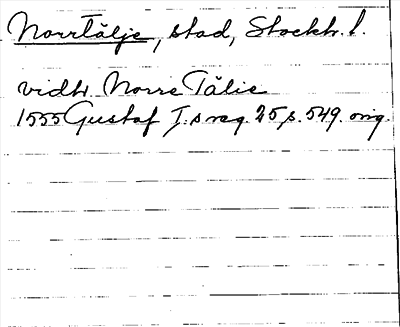 Norrtälje, stad, Stockh. l.
vidh. Norre Tälie
1555 Gustaf I:s reg. 25, s. 549. orig.